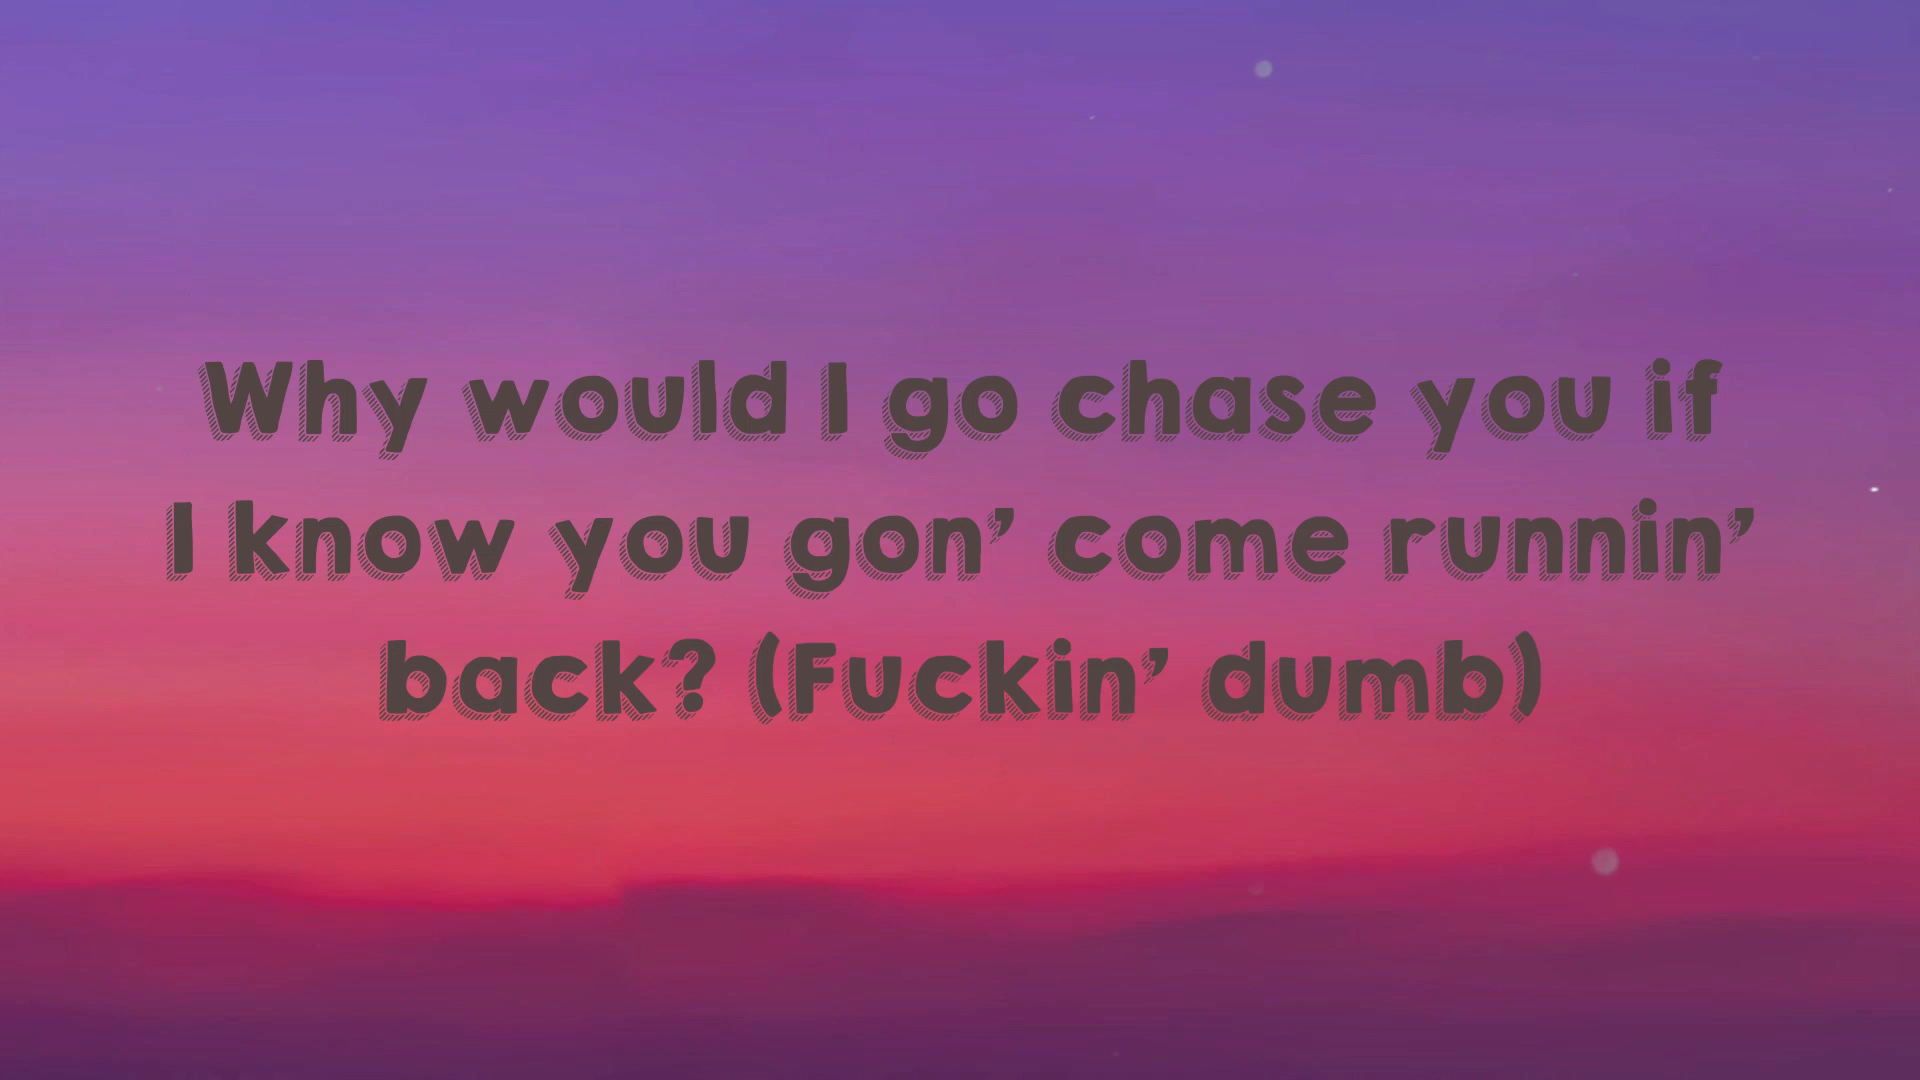 Why would I go chase you if
I know you gon' come runnin'
back? (Fuckin' dumb)